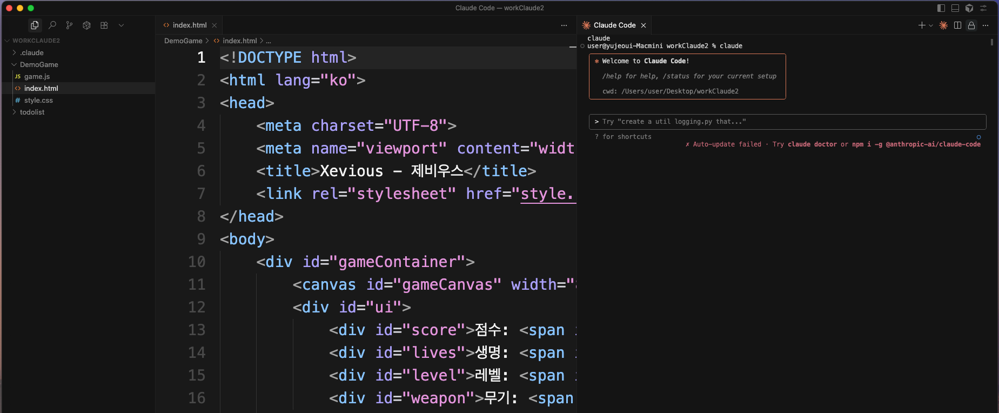 Claude Code — workClaude2
WORKCLAUDE2
.claude
DemoGame
JS game.js
<> index.html
# style.css
todolist
<> index.html
DemoGame > <> index.html > ...
1 <!DOCTYPE html>
2 <html lang="ko">
3 <head>
4 <meta charset="UTF-8">
5 <meta name="viewport" content="widt
6 <title>Xevious - 제비우스</title>
7 <link rel="stylesheet" href="style.
8 </head>
9 <body>
10 <div id="gameContainer">
11 <canvas id="gameCanvas" width="
12 <div id="ui">
13 <div id="score">점수: <span
14 <div id="lives">생명: <span
15 <div id="level">레벨: <span
16 <div id="weapon">무기: <span
Claude Code
claude
user@yujeoui-Macmini workClaude2 % claude
* Welcome to Claude Code!
/help for help, /status for your current setup
cwd: /Users/user/Desktop/workClaude2
> Try "create a util logging.py that..."
? for shortcuts
✗ Auto-update failed · Try claude doctor or npm i -g @anthropic-ai/claude-code